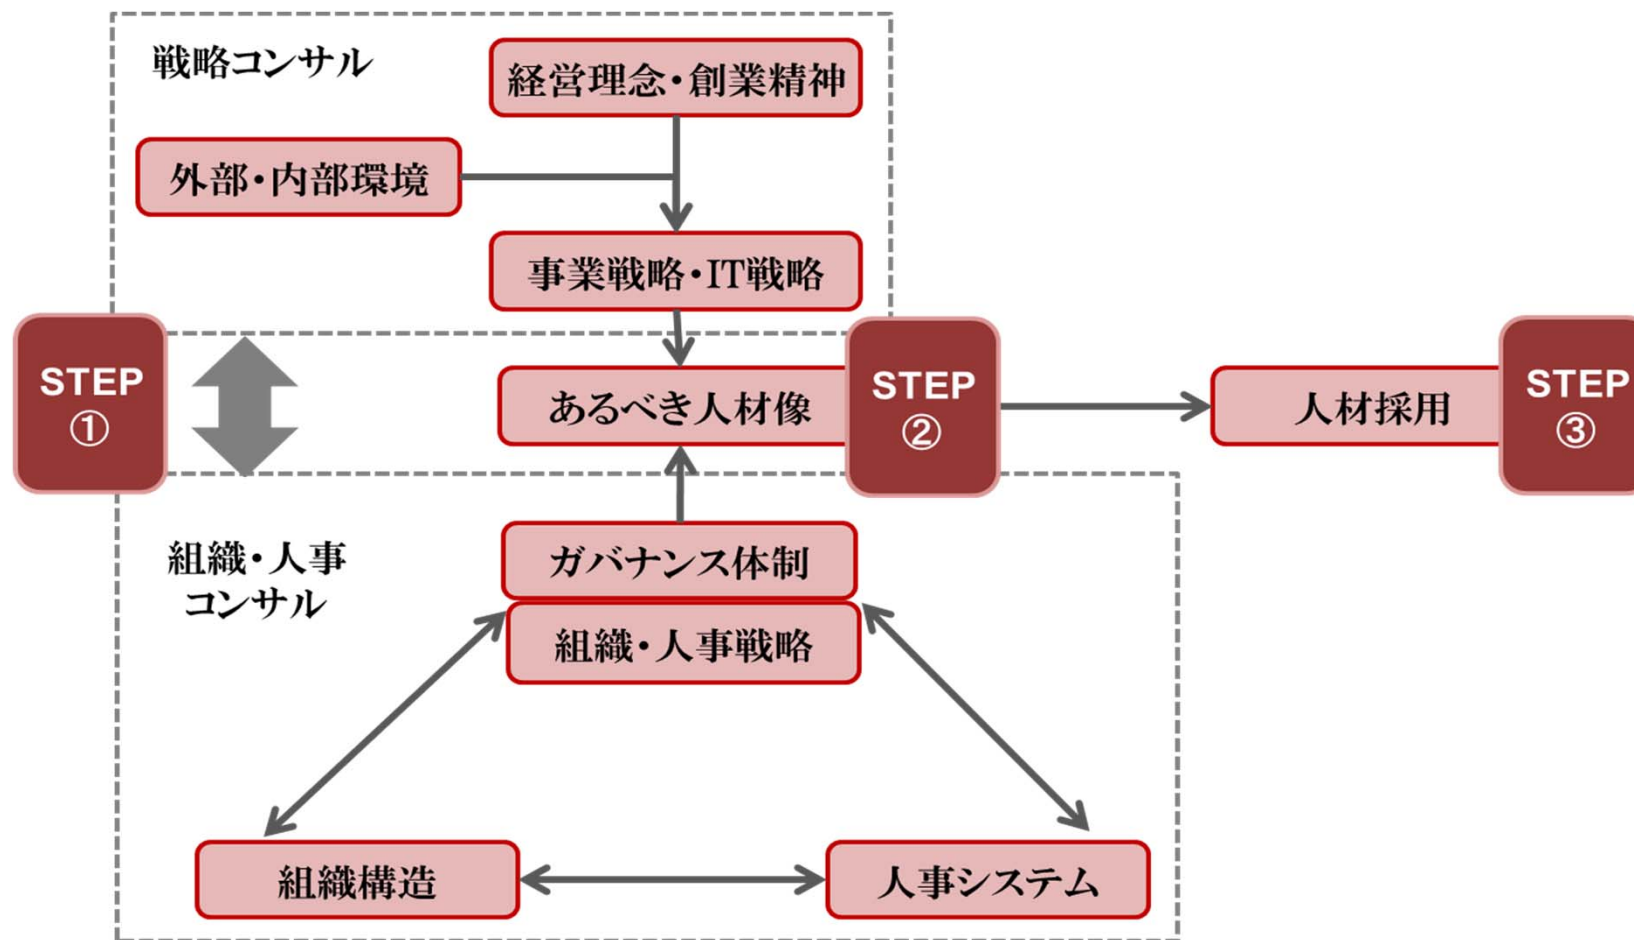 戦略コンサル
経営理念・創業精神
外部・内部環境
事業戦略・IT戦略
STEP
①
あるべき人材像
STEP
②
人材採用
STEP
③
組織・人事
コンサル
ガバナンス体制
組織・人事戦略
組織構造
人事システム